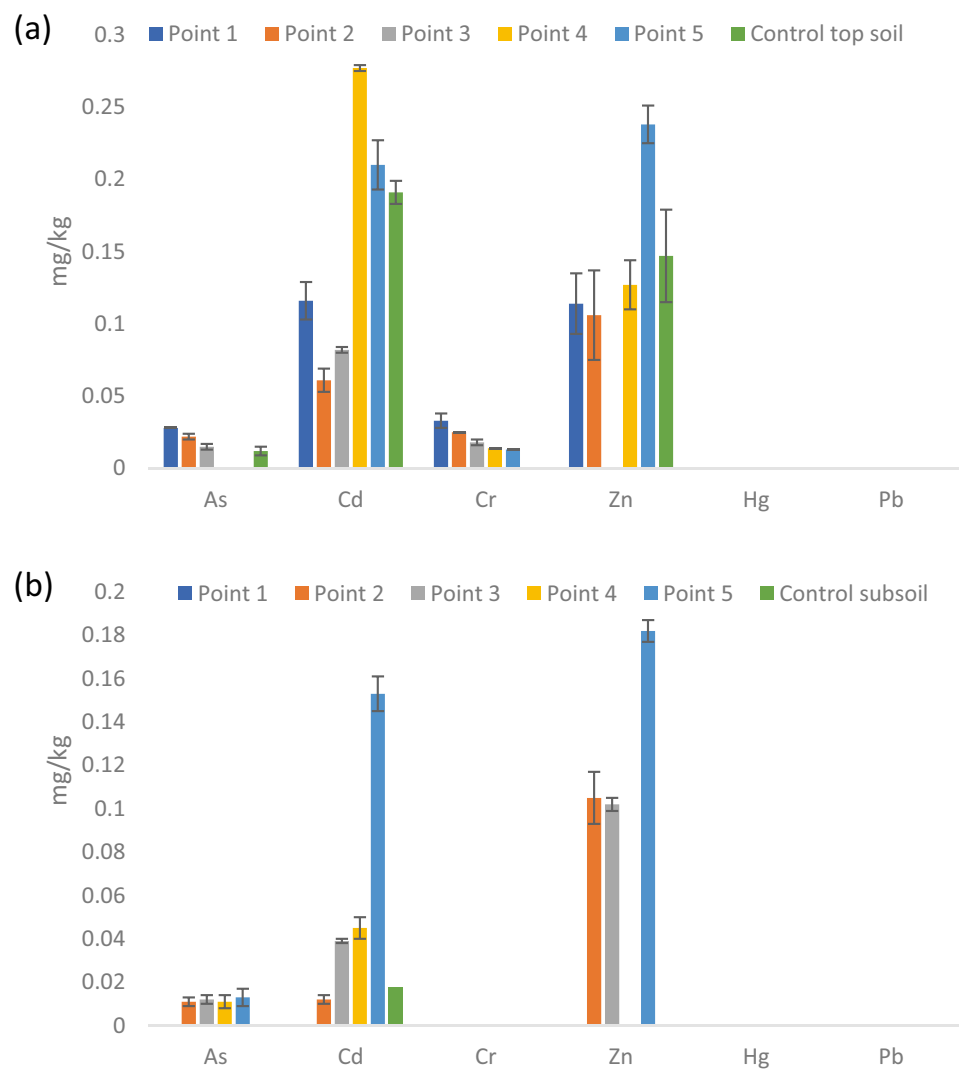 (a)
0.3
Point 1 Point 2 Point 3 Point 4 Point 5 Control top soil
0.25
0.2
0.15
0.1
0.05
0
mg/kg
As Cd Cr Zn Hg Pb
(b)
0.2
Point 1 Point 2 Point 3 Point 4 Point 5 Control subsoil
0.18
0.16
0.14
0.12
0.1
0.08
0.06
0.04
0.02
0
mg/kg
As Cd Cr Zn Hg Pb